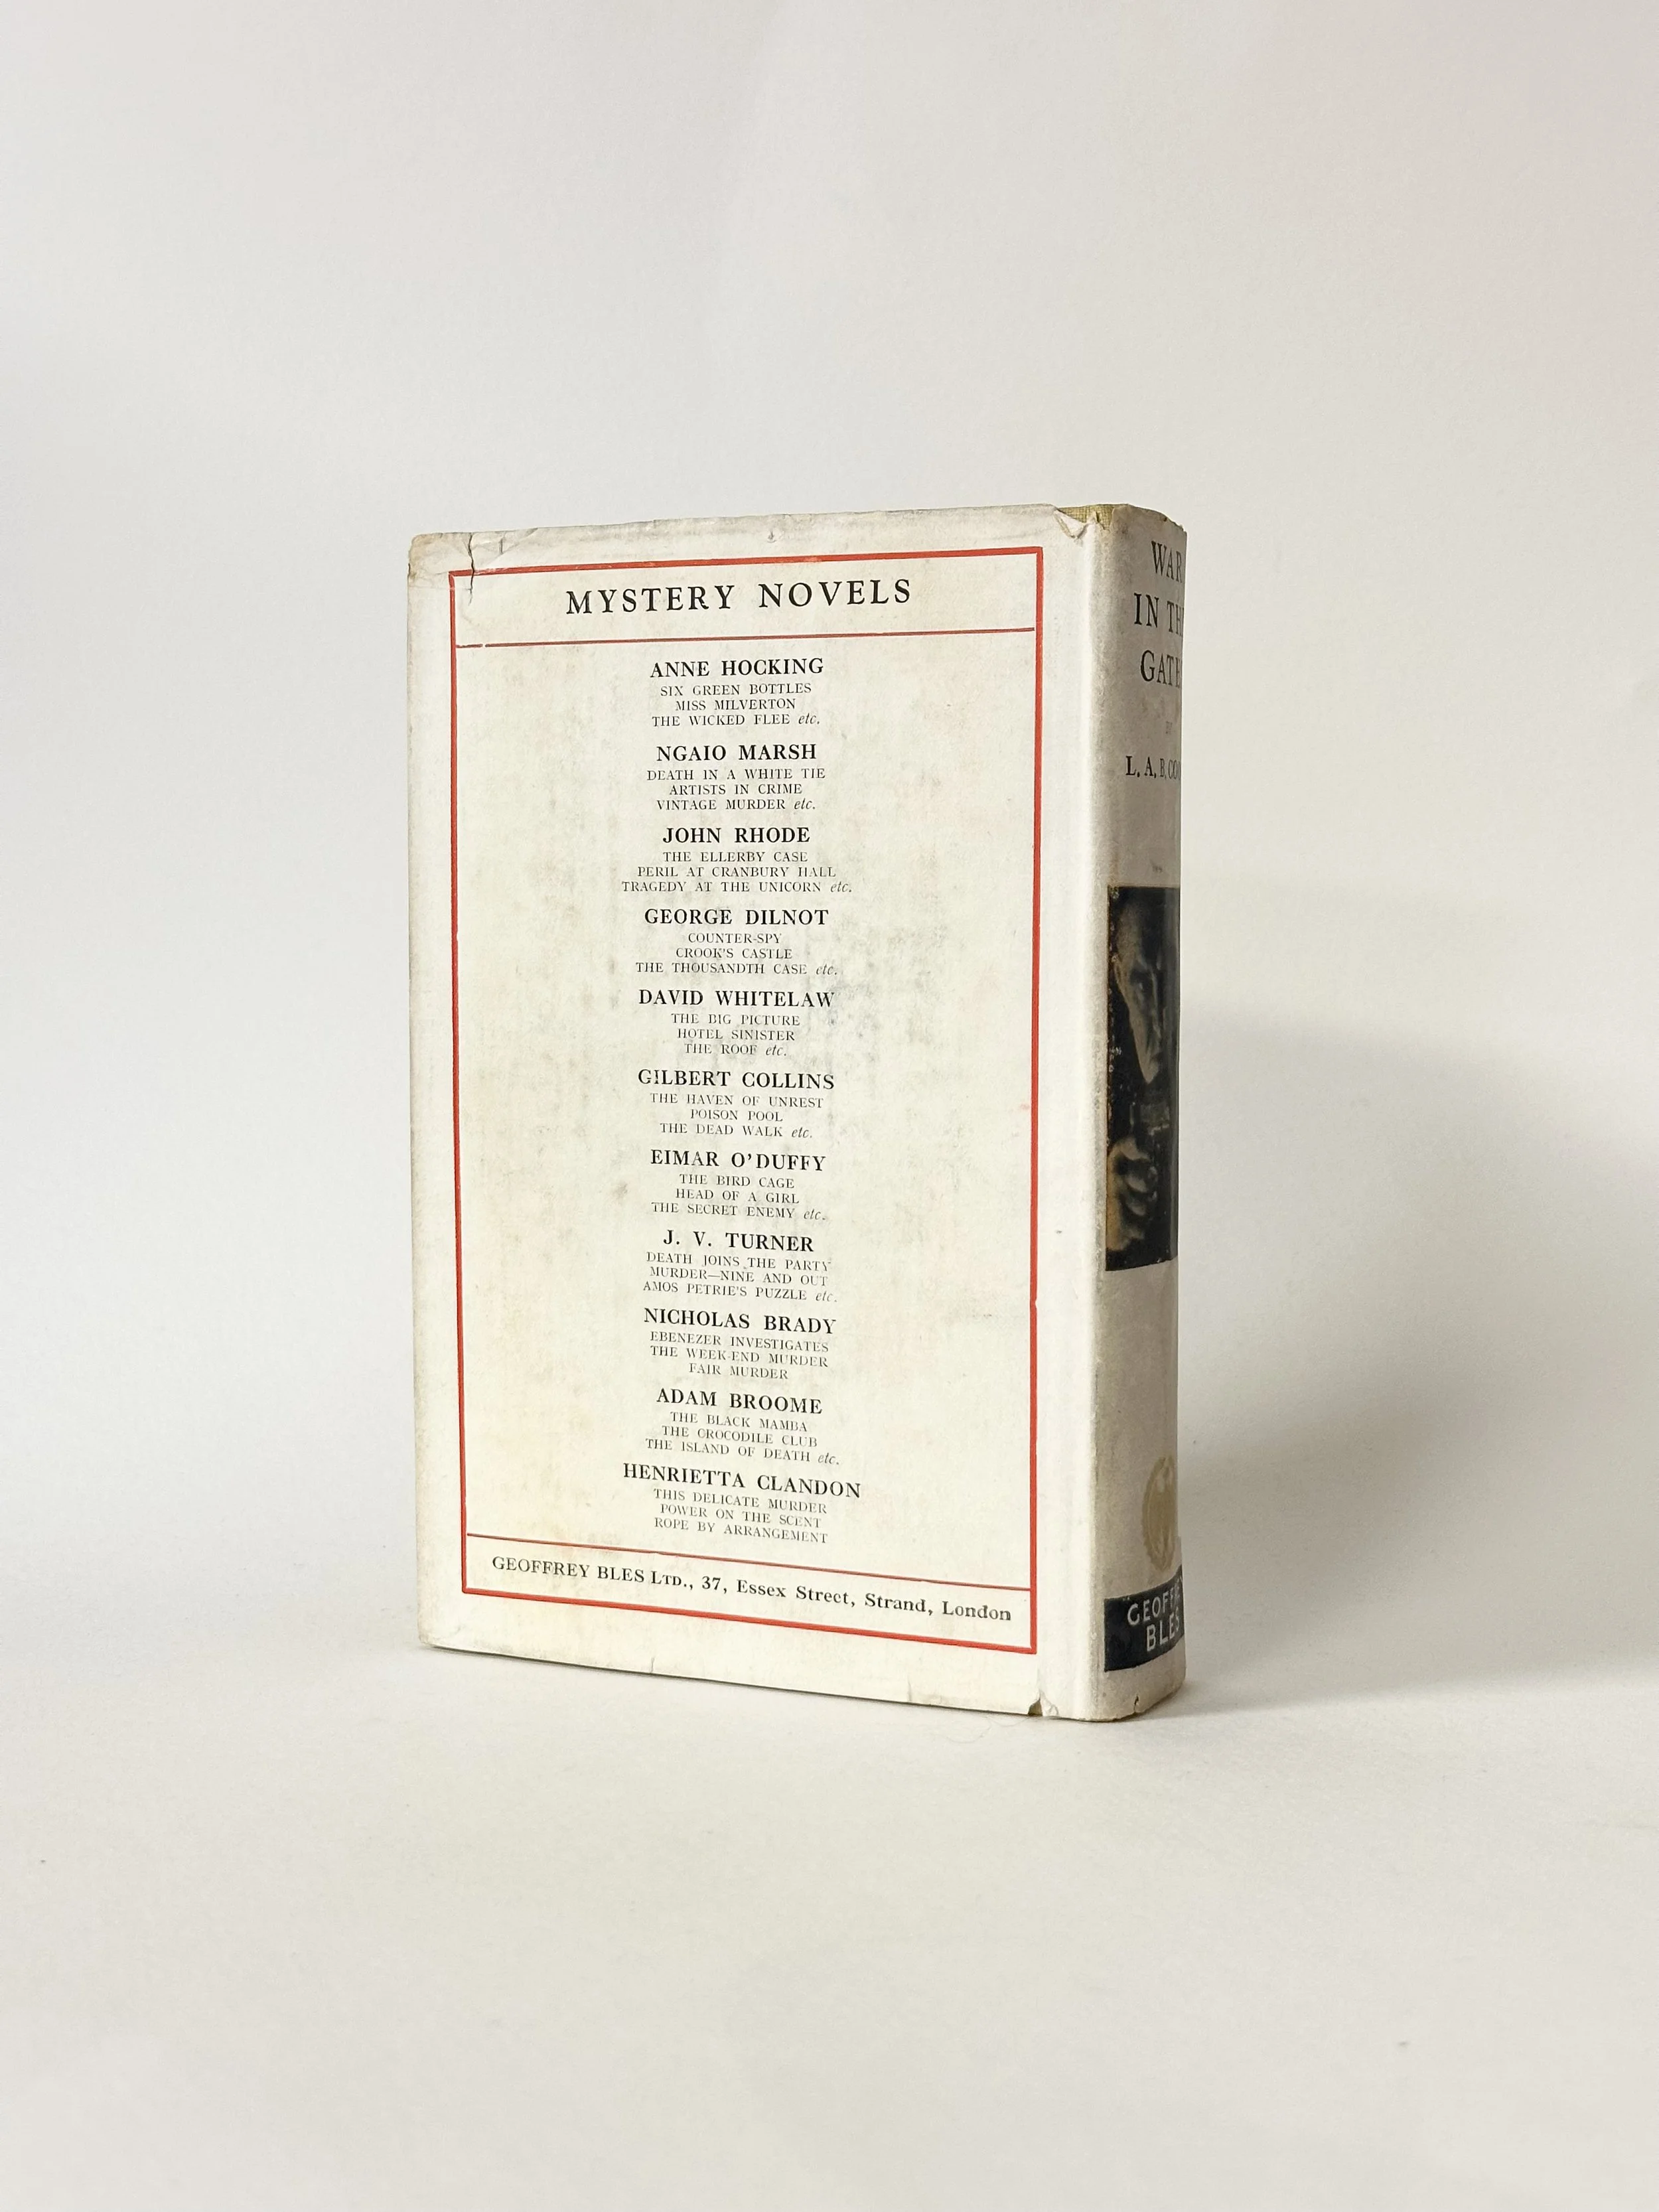 MYSTERY NOVELS
ANNE HOCKING
SIX GREEN BOTTLES
MISS MILVERTON
THE WICKED FLEE etc.
NGAIO MARSH
DEATH IN A WHITE TIE
ARTISTS IN CRIME
VINTAGE MURDER etc.
JOHN RHODE
THE ELLERBY CASE
PERIL AT CRANBURY HALL
TRAGEDY AT THE UNICORN etc.
GEORGE DILNOT
COUNTER-SPY
CROOK'S CASTLE
THE THOUSANDTH CASE etc.
DAVID WHITELAW
THE BIG PICTURE
HOTEL SINISTER
THE ROOF etc.
GILBERT COLLINS
THE HAVEN OF UNREST
POISON POOL
THE DEAD WALK etc.
EIMAR O'DUFFY
THE BIRD CAGE
HEAD OF A GIRL
THE SECRET ENEMY etc.
J. V. TURNER
DEATH JOINS THE PARTY
MURDER—NINE AND OUT
AMOS PETRIE'S PUZZLE etc.
NICHOLAS BRADY
EBENEZER INVESTIGATES
THE WEEK-END MURDER
FAIR MURDER
ADAM BROOME
THE BLACK MAMBA
THE CROCODILE CLUB
THE ISLAND OF DEATH etc.
HENRIETTA CLANDON
THIS DELICATE MURDER
POWER ON THE SCENT
ROPE BY ARRANGEMENT
GEOFFREY BLES LTD., 37, Essex Street, Strand, London
WAR
IN THE
GATE
BY
L. A. B.
GEOFFREY
BLES